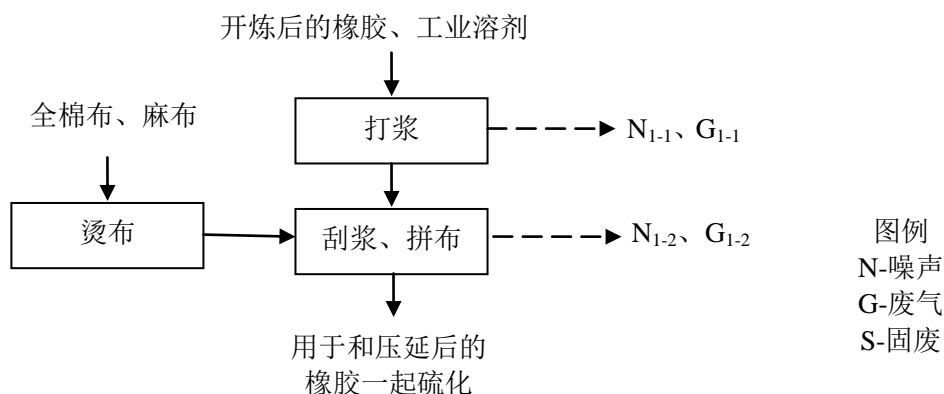 开炼后的橡胶、工业溶剂
全棉布、麻布
打浆
N1-1、G1-1
烫布
刮浆、拼布
N1-2、G1-2
用于和压延后的
橡胶一起硫化
图例
N-噪声
G-废气
S-固废